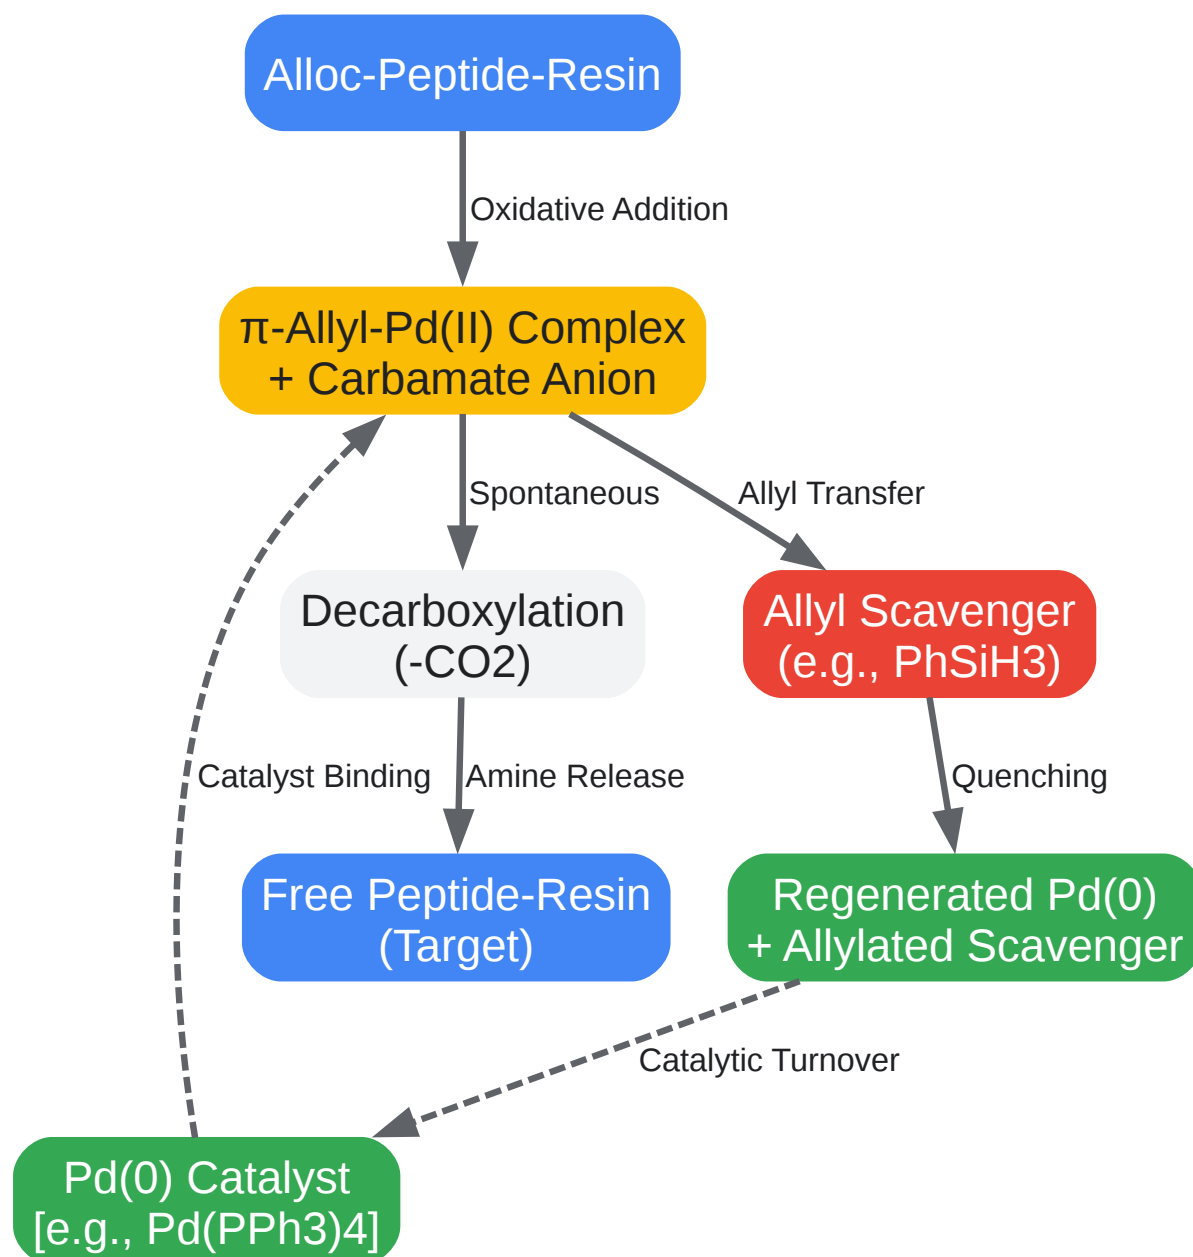 Alloc-Peptide-Resin
Oxidative Addition
π-Allyl-Pd(II) Complex
+ Carbamate Anion
Spontaneous
Allyl Transfer
Decarboxylation
(-CO2)
Allyl Scavenger
(e.g., PhSiH3)
Catalyst Binding
Amine Release
Quenching
Free Peptide-Resin
(Target)
Regenerated Pd(0)
+ Allylated Scavenger
Catalytic Turnover
Pd(0) Catalyst
[e.g., Pd(PPh3)4]